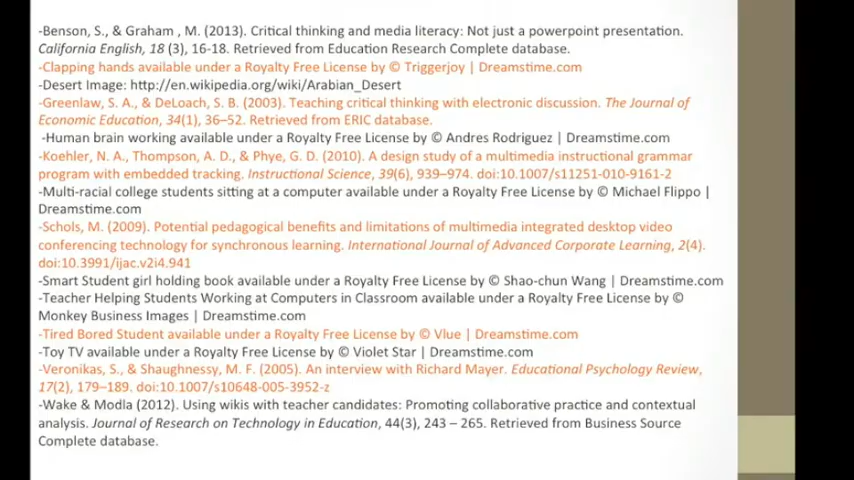 -Benson, S., & Graham , M. (2013). Critical thinking and media literacy: Not just a powerpoint presentation.
California English, 18 (3), 16-18. Retrieved from Education Research Complete database.
-Clapping hands available under a Royalty Free License by © Triggerjoy | Dreamstime.com
-Desert Image: http://en.wikipedia.org/wiki/Arabian_Desert
-Greenlaw, S. A., & DeLoach, S. B. (2003). Teaching critical thinking with electronic discussion. The Journal of
Economic Education, 34(1), 36–52. Retrieved from ERIC database.
-Human brain working available under a Royalty Free License by © Andres Rodriguez | Dreamstime.com
-Koehler, N. A., Thompson, A. D., & Phye, G. D. (2010). A design study of a multimedia instructional grammar
program with embedded tracking. Instructional Science, 39(6), 939–974. doi:10.1007/s11251-010-9161-2
-Multi-racial college students sitting at a computer available under a Royalty Free License by © Michael Flippo |
Dreamstime.com
-Schols, M. (2009). Potential pedagogical benefits and limitations of multimedia integrated desktop video
conferencing technology for synchronous learning. International Journal of Advanced Corporate Learning, 2(4).
doi:10.3991/ijac.v2i4.941
-Smart Student girl holding book available under a Royalty Free License by © Shao-chun Wang | Dreamstime.com
-Teacher Helping Students Working at Computers in Classroom available under a Royalty Free License by ©
Monkey Business Images | Dreamstime.com
-Tired Bored Student available under a Royalty Free License by © Vlue | Dreamstime.com
-Toy TV available under a Royalty Free License by © Violet Star | Dreamstime.com
-Veronikas, S., & Shaughnessy, M. F. (2005). An interview with Richard Mayer. Educational Psychology Review,
17(2), 179–189. doi:10.1007/s10648-005-3952-z
-Wake & Modla (2012). Using wikis with teacher candidates: Promoting collaborative practice and contextual
analysis. Journal of Research on Technology in Education, 44(3), 243 – 265. Retrieved from Business Source
Complete database.